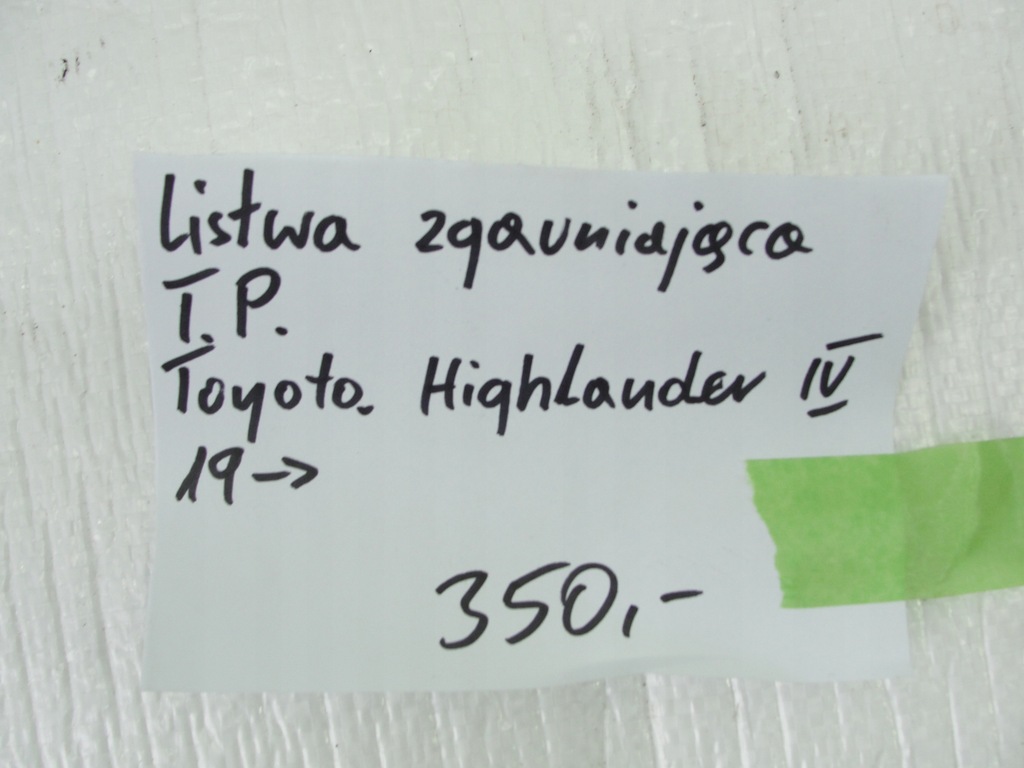 Listwa zgarniająca
T.P.
Toyota Highlander IV
19->
350,-